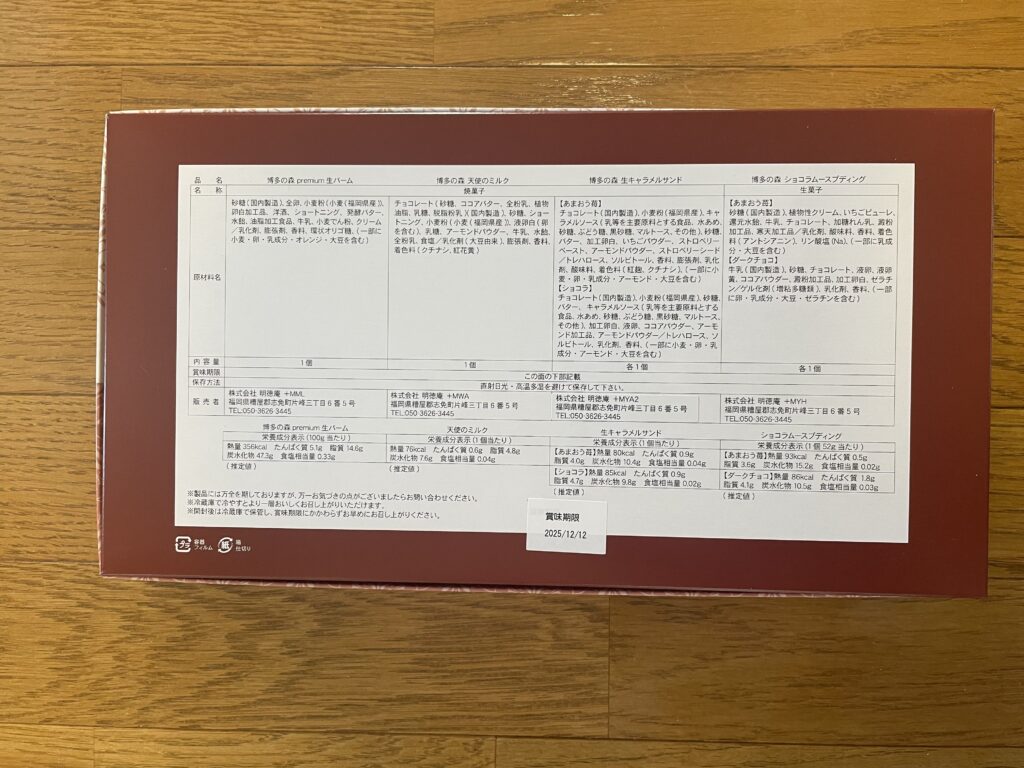 品 名 博多の森 premium 生バーム 博多の森 天使のミルク 博多の森 生キャラメルサンド 博多の森 ショコラムースプディング
名 称 焼菓子 生菓子
原材料名
砂糖(国内製造)、全卵、小麦粉(小麦(福岡県産))、
卵白加工品、洋酒、ショートニング、発酵バター、
水飴、油脂加工食品、牛乳、小麦でん粉、クリーム
/乳化剤、膨張剤、香料、環状オリゴ糖、(一部に
小麦・卵・乳成分・オレンジ・大豆を含む)
チョコレート(砂糖、ココアバター、全粉乳、植物
油脂、乳糖、脱脂粉乳)(国内製造)、砂糖、ショー
トニング、小麦粉(小麦(福岡県産))、液卵白(卵
を含む)、乳糖、アーモンドパウダー、牛乳、水飴、
全粉乳、食塩/乳化剤(大豆由来)、膨張剤、香料、
着色料(クチナシ、紅花黄)
【あまおう苺】
チョコレート(国内製造)、小麦粉(福岡県産)、キャ
ラメルソース(乳等を主要原料とする食品、水あめ、
砂糖、ぶどう糖、黒砂糖、マルトース、その他)、砂糖、
バター、加工卵白、いちごパウダー、ストロベリー
ペースト、アーモンドパウダー、ストロベリーシード
/トレハロース、ソルビトール、香料、膨張剤、乳化
剤、酸味料、着色料(紅麹、クチナシ)、(一部に小
麦・卵・乳成分・アーモンド・大豆を含む)
【ショコラ】
チョコレート(国内製造)、小麦粉(福岡県産)、砂糖、
バター、キャラメルソース(乳等を主要原料とする
食品、水あめ、砂糖、ぶどう糖、黒砂糖、マルトース、
その他)、加工卵白、液卵、ココアパウダー、アーモ
ンド加工品、アーモンドパウダー/トレハロース、ソ
ルビトール、乳化剤、香料、(一部に小麦・卵・乳
成分・アーモンド・大豆を含む)
【あまおう苺】
砂糖(国内製造)、植物性クリーム、いちごピューレ、
還元水飴、牛乳、チョコレート、加糖れん乳、澱粉
加工品、寒天加工品/乳化剤、酸味料、香料、着色
料(アントシアニン)、リン酸塩(Na)、(一部に乳成
分・大豆を含む)
【ダークチョコ】
牛乳(国内製造)、砂糖、チョコレート、液卵、液卵
黄、ココアパウダー、澱粉加工品、加工卵白、ゼラチ
ン/ゲル化剤(増粘多糖類)、乳化剤、香料、(一部
に卵・乳成分・大豆・ゼラチンを含む)
内容量 1個 1個 各1個 各1個
賞味期限 この面の下部記載
保存方法 直射日光・高温多湿を避けて保存して下さい。
販売者
株式会社 明徳庵 +MML
福岡県糟屋郡志免町片峰三丁目6番5号
TEL:050-3626-3445
株式会社 明徳庵 +MWA
福岡県糟屋郡志免町片峰三丁目6番5号
TEL:050-3626-3445
株式会社 明徳庵 +MYA2
福岡県糟屋郡志免町片峰三丁目6番5号
TEL:050-3626-3445
株式会社 明徳庵 +MYH
福岡県糟屋郡志免町片峰三丁目6番5号
TEL:050-3626-3445
博多の森 premium 生バーム
栄養成分表示(100g 当たり)
熱量 356kcal たんぱく質 5.1g 脂質 14.6g
炭水化物 47.3g 食塩相当量 0.33g
(推定値)
天使のミルク
栄養成分表示(1個当たり)
熱量 76kcal たんぱく質 0.6g 脂質 4.8g
炭水化物 7.6g 食塩相当量 0.04g
(推定値)
生キャラメルサンド
栄養成分表示(1個当たり)
【あまおう苺】熱量 80kcal たんぱく質 0.9g
脂質 4.0g 炭水化物 10.4g 食塩相当量 0.04g
【ショコラ】熱量 85kcal たんぱく質 0.9g
脂質 4.7g 炭水化物 9.8g 食塩相当量 0.02g
(推定値)
ショコラムースプディング
栄養成分表示(1個 52g 当たり)
【あまおう苺】熱量 93kcal たんぱく質 0.5g
脂質 3.6g 炭水化物 15.2g 食塩相当量 0.02g
【ダークチョコ】熱量 86kcal たんぱく質 1.8g
脂質 4.1g 炭水化物 10.5g 食塩相当量 0.03g
(推定値)
※製品には万全を期しておりますが、万一お気づきの点がございましたらお問い合わせください。
※冷蔵庫で冷やすとより一層おいしくお召し上がりいただけます。
※開封後は冷蔵庫で保管し、賞味期限にかかわらずお早めにお召し上がりください。
賞味期限
2025/12/12
プラ 容器 フィルム 紙 箱 仕切り